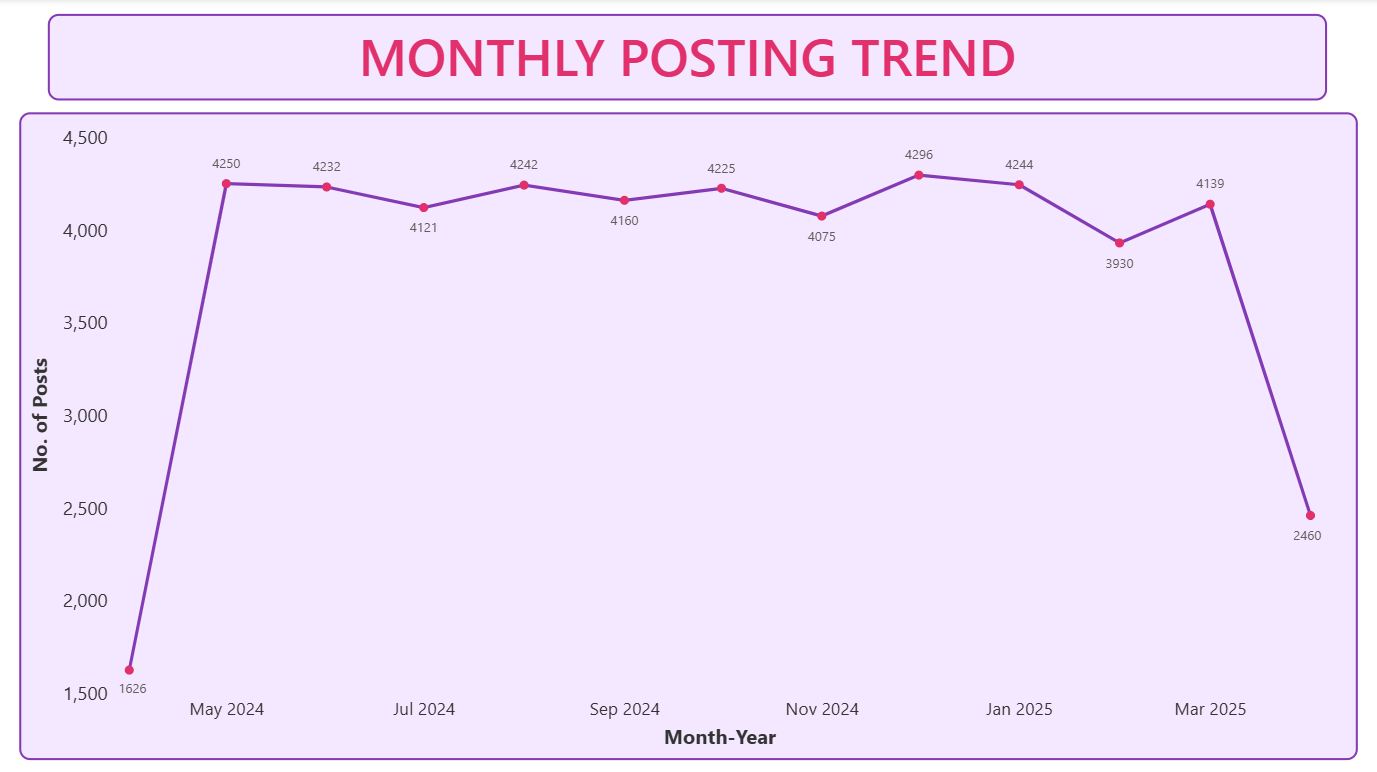 MONTHLY POSTING TREND
4,500
4,000
3,500
3,000
2,500
2,000
1,500
No. of Posts
1626
4250
4232
4121
4242
4160
4225
4075
4296
4244
3930
4139
2460
May 2024
Jul 2024
Sep 2024
Nov 2024
Jan 2025
Mar 2025
Month-Year